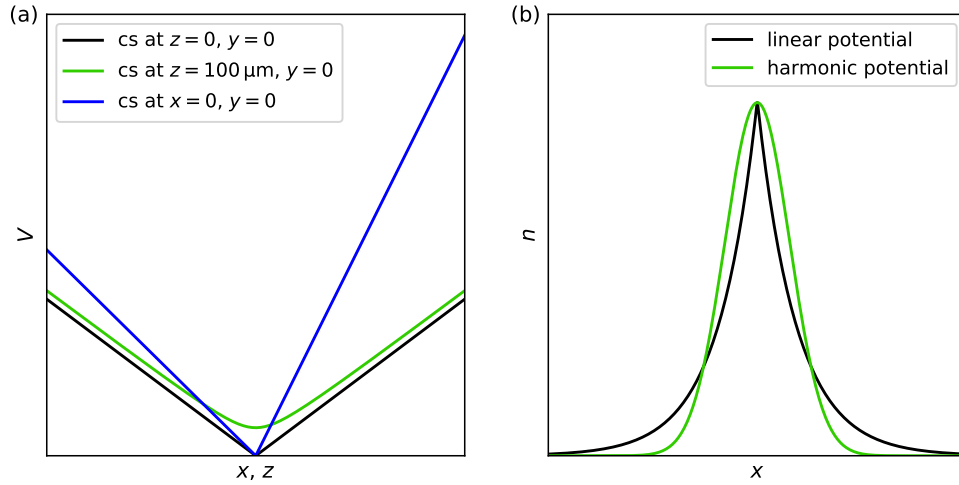 (a)
cs at z = 0, y = 0
cs at z = 100 µm, y = 0
cs at x = 0, y = 0
V
x, z
(b)
linear potential
harmonic potential
n
x